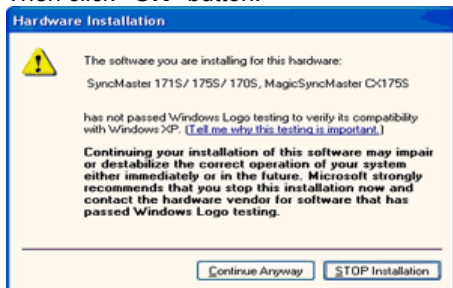 Then click "OK" button.
Hardware Installation
The software you are installing for this hardware:
SyncMaster 171S/ 175S/ 170S, MagicSyncMaster CX175S
has not passed Windows Logo testing to verify its compatibility
with Windows XP. (Tell me why this testing is important.)
Continuing your installation of this software may impair
or destabilize the correct operation of your system
either immediately or in the future. Microsoft strongly
recommends that you stop this installation now and
contact the hardware vendor for software that has
passed Windows Logo testing.
Continue Anyway
STOP Installation